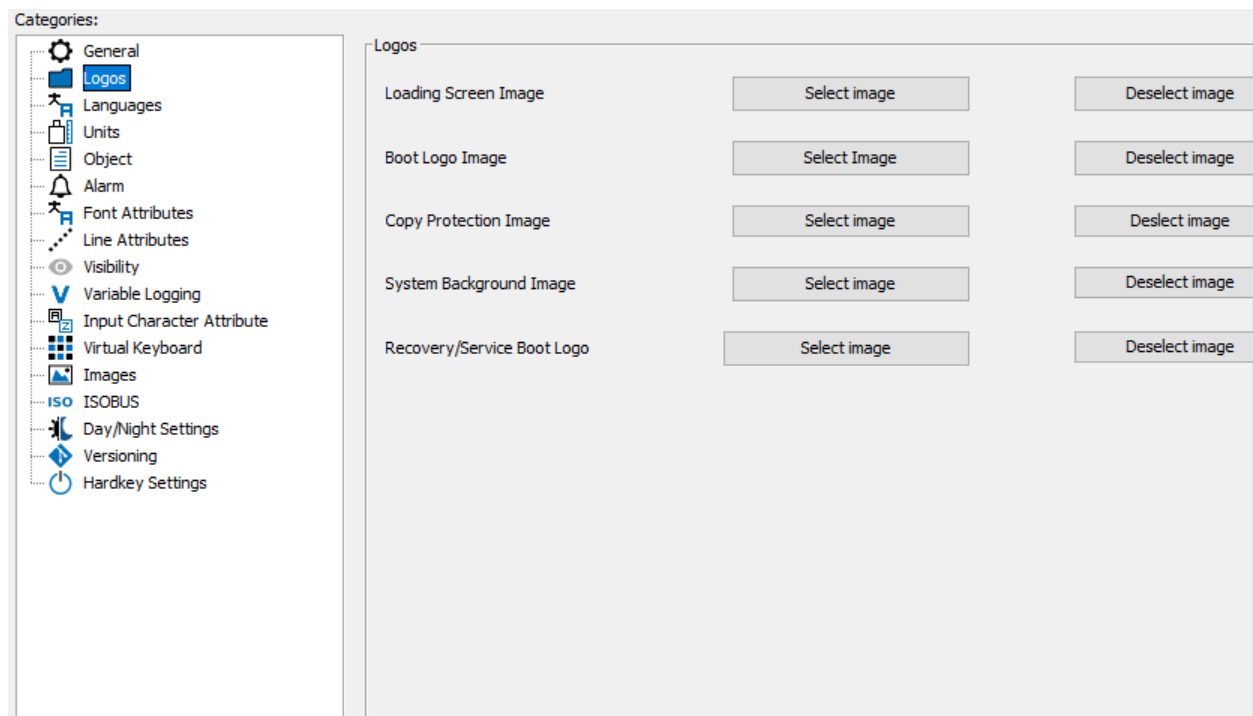 Categories:
General
Logos
Languages
Units
Object
Alarm
Font Attributes
Line Attributes
Visibility
Variable Logging
Input Character Attribute
Virtual Keyboard
Images
ISO ISOBUS
Day/Night Settings
Versioning
Hardkey Settings
Logos
Loading Screen Image Select image Deselect image
Boot Logo Image Select Image Deselect image
Copy Protection Image Select image Deslect image
System Background Image Select image Deselect image
Recovery/Service Boot Logo Select image Deselect image